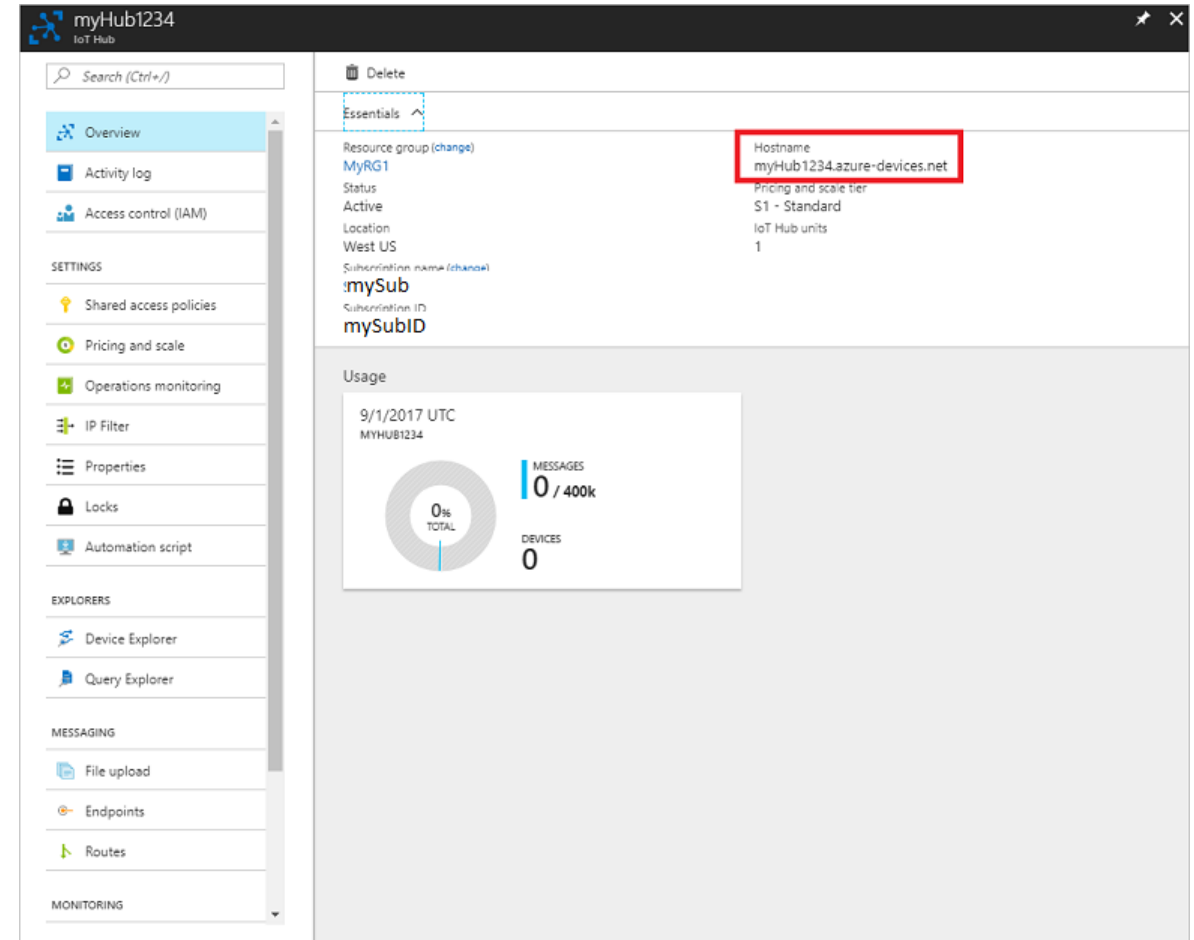 myHub1234
IoT Hub
Search (Ctrl+/)
Overview
Activity log
Access control (IAM)
SETTINGS
Shared access policies
Pricing and scale
Operations monitoring
IP Filter
Properties
Locks
Automation script
EXPLORERS
Device Explorer
Query Explorer
MESSAGING
File upload
Endpoints
Routes
MONITORING
Delete
Essentials
Resource group (change)
MyRG1
Status
Active
Location
West US
Subscription name (change)
mySub
Subscription ID
mySubID
Hostname
myHub1234.azure-devices.net
Pricing and scale tier
S1 - Standard
IoT Hub units
1
Usage
9/1/2017 UTC
MYHUB1234
0%
TOTAL
MESSAGES
0 / 400k
DEVICES
0